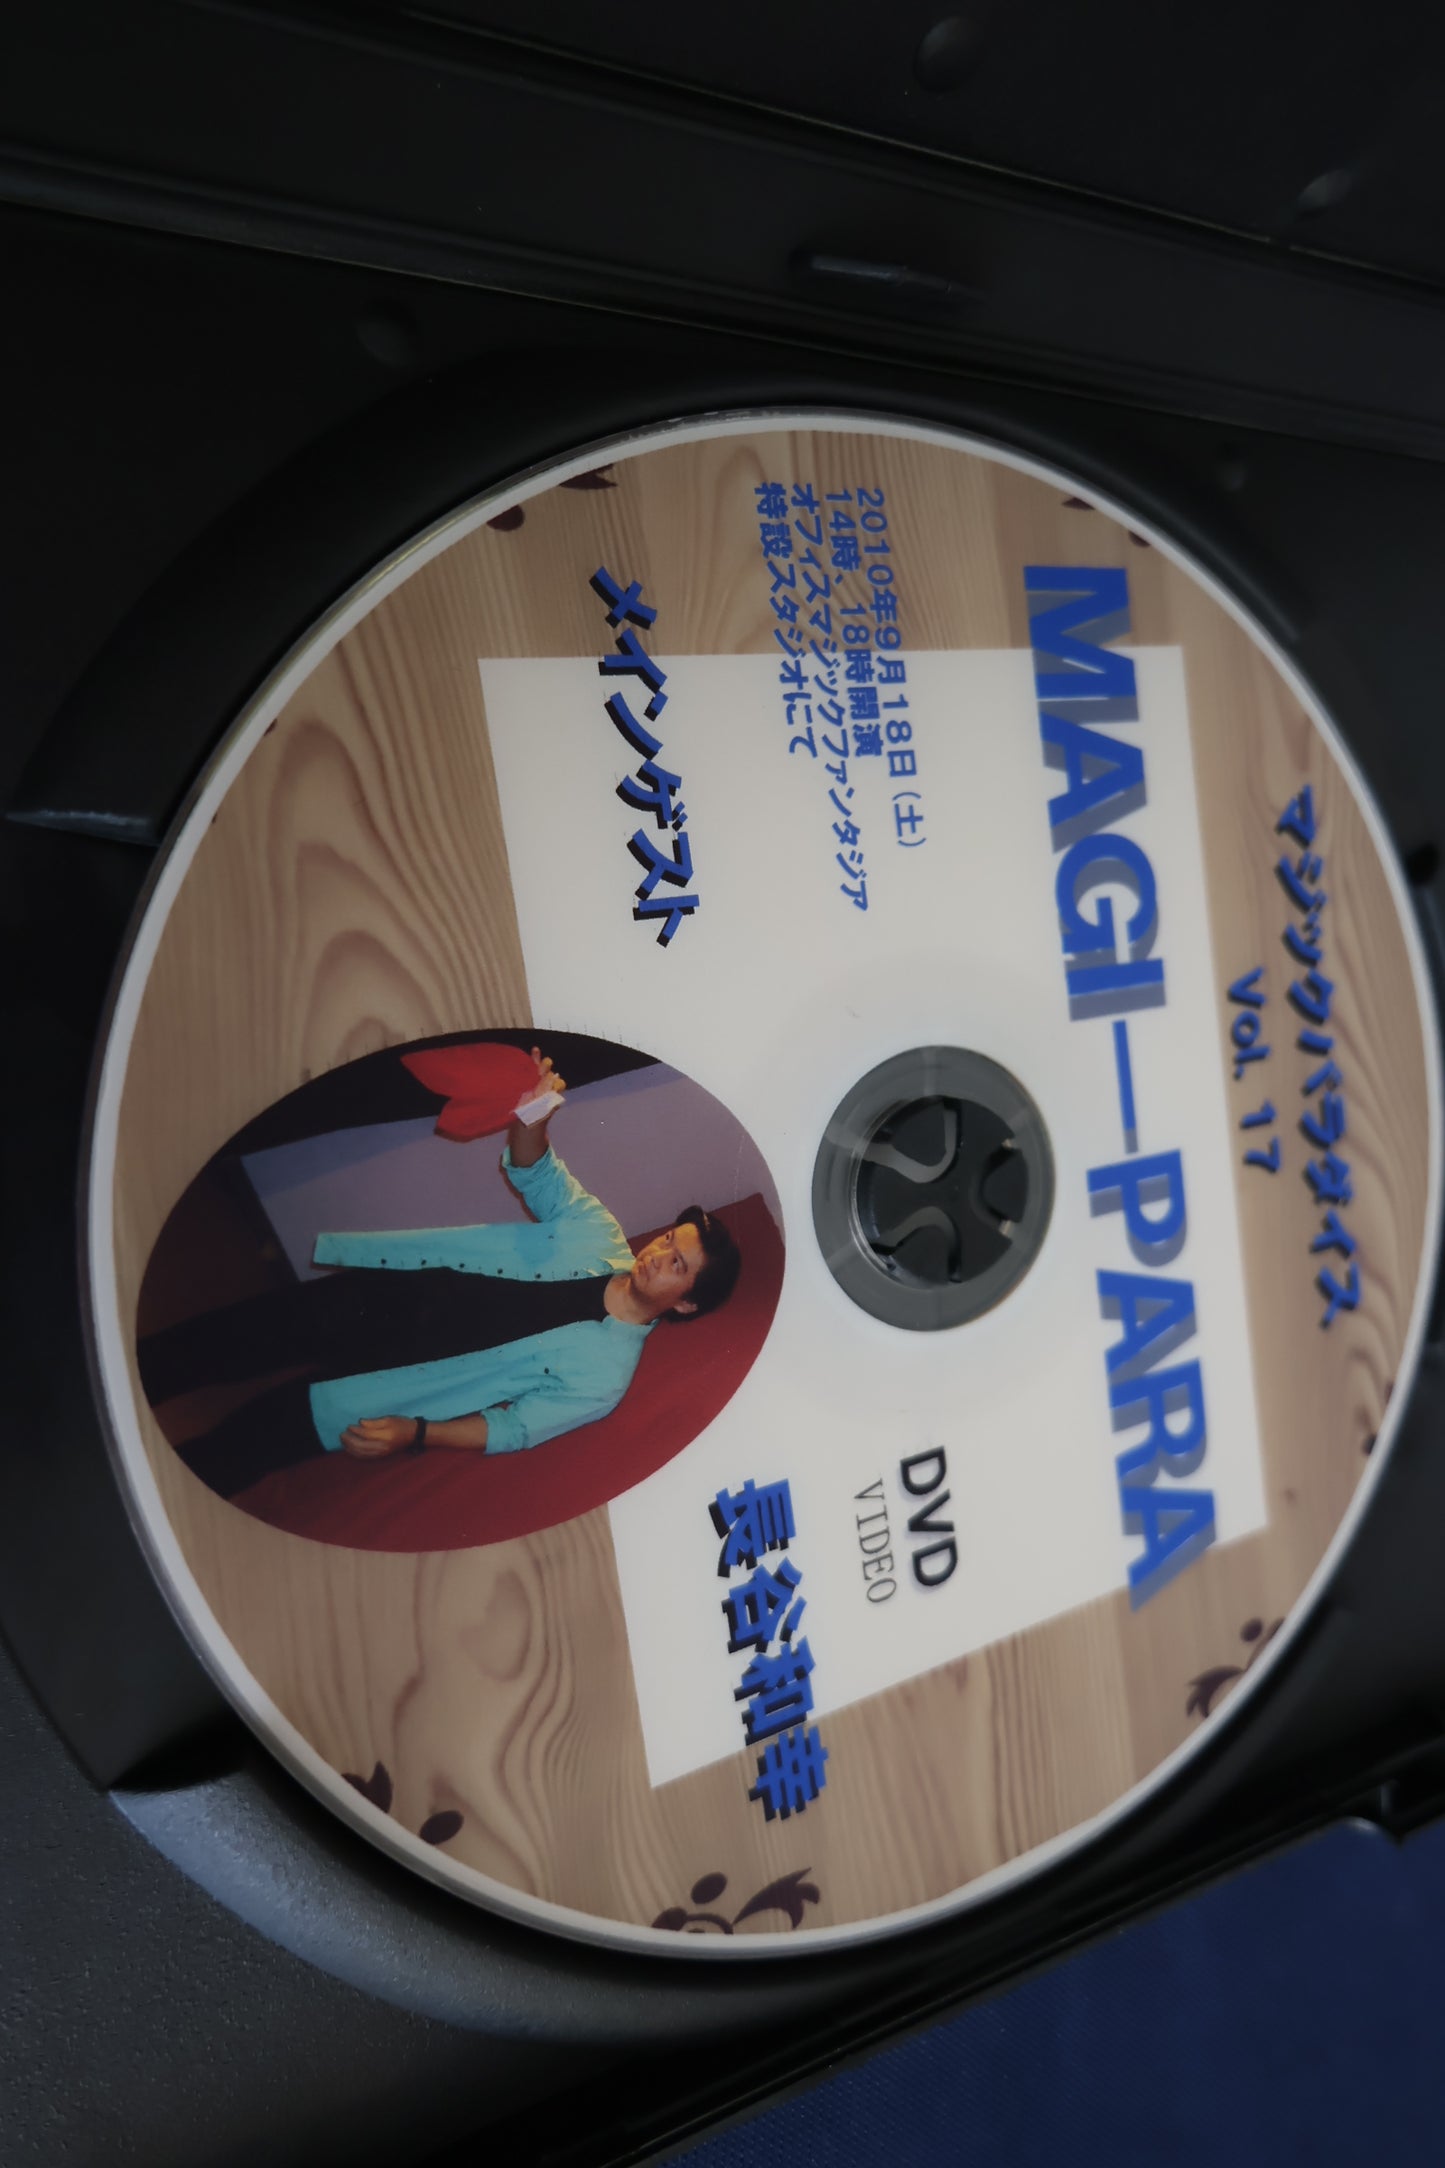 マジックパラダイス
Vol. 17
MAGI—PARA
2010年9月18日(土)
14時、18時開演
オフィスマジックファンタジア
特設スタジオにて
DVD
VIDEO
メインゲスト
長谷和幸